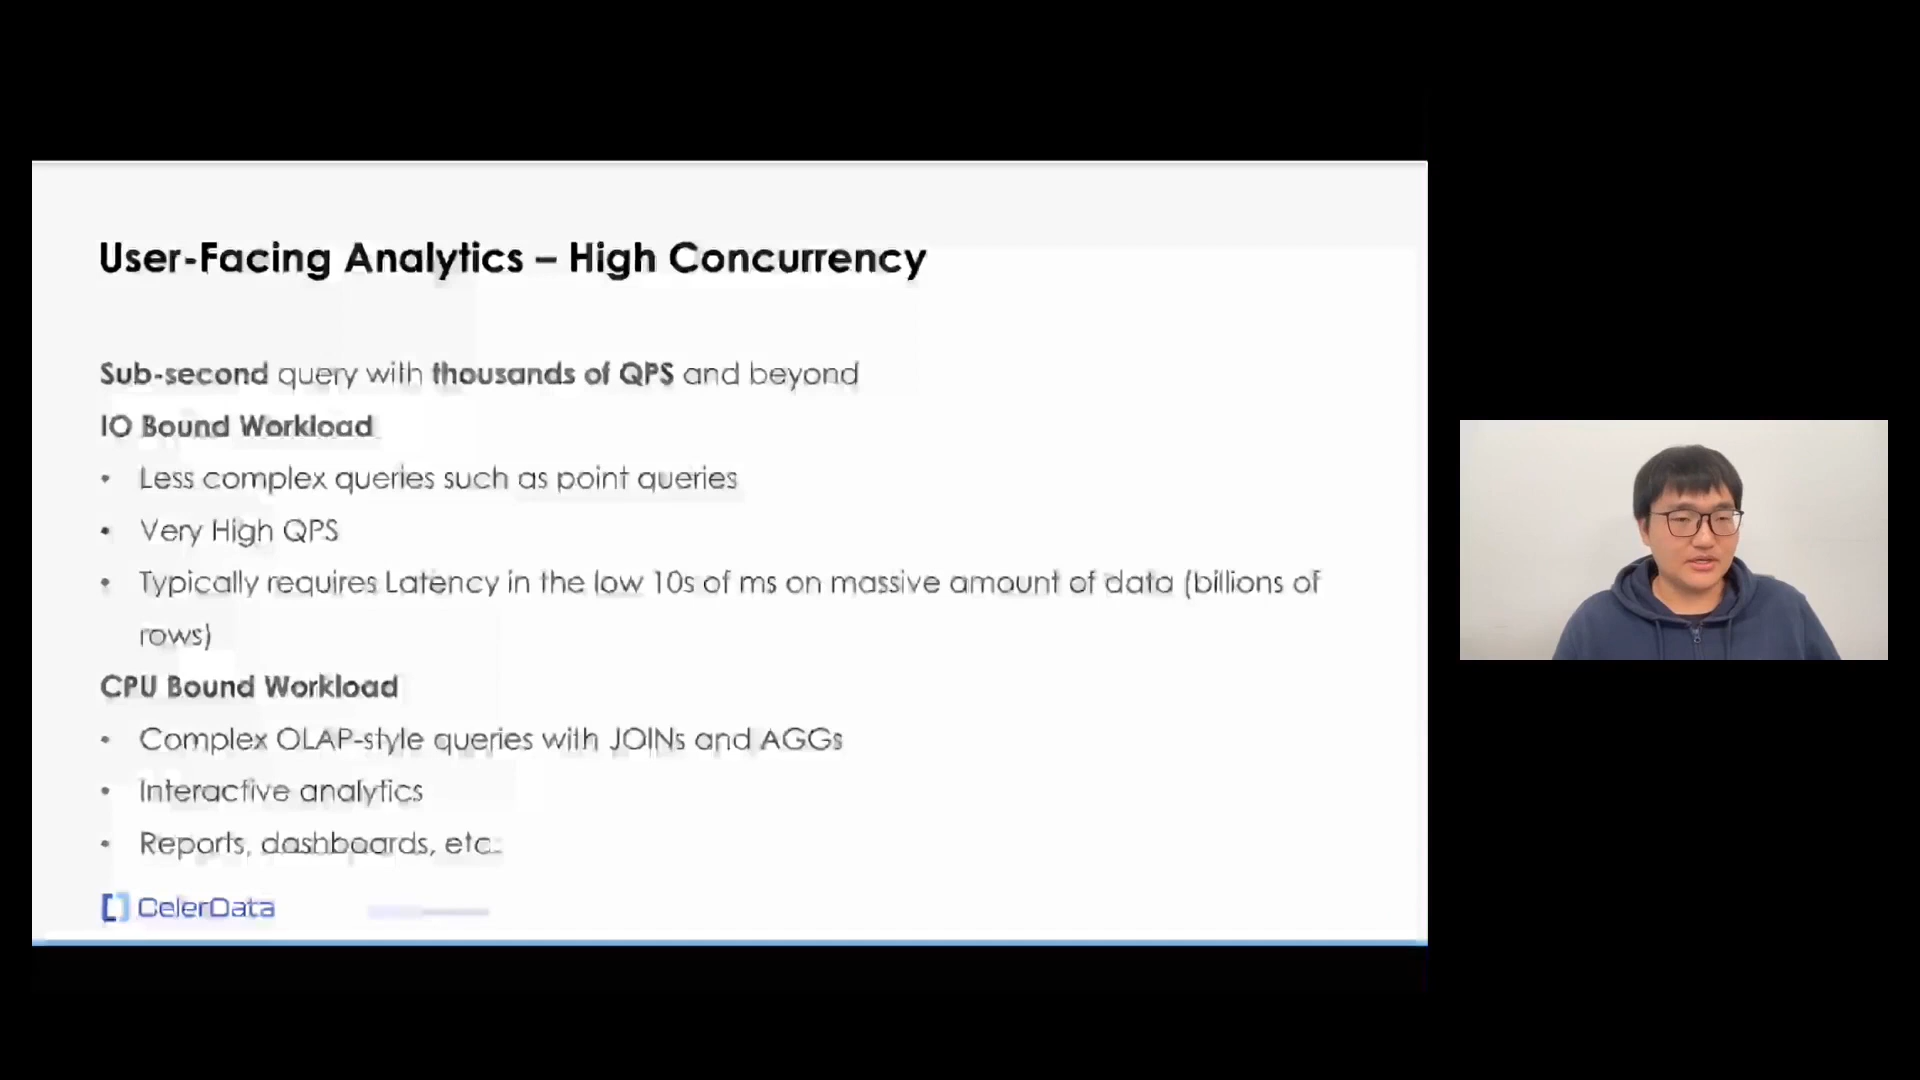 User-Facing Analytics – High Concurrency
Sub-second query with thousands of QPS and beyond
IO Bound Workload
• Less complex queries such as point queries
• Very High QPS
• Typically requires Latency in the low 10s of ms on massive amount of data (billions of
rows)
CPU Bound Workload
• Complex OLAP-style queries with JOINs and AGGs
• Interactive analytics
• Reports, dashboards, etc.
CelerData